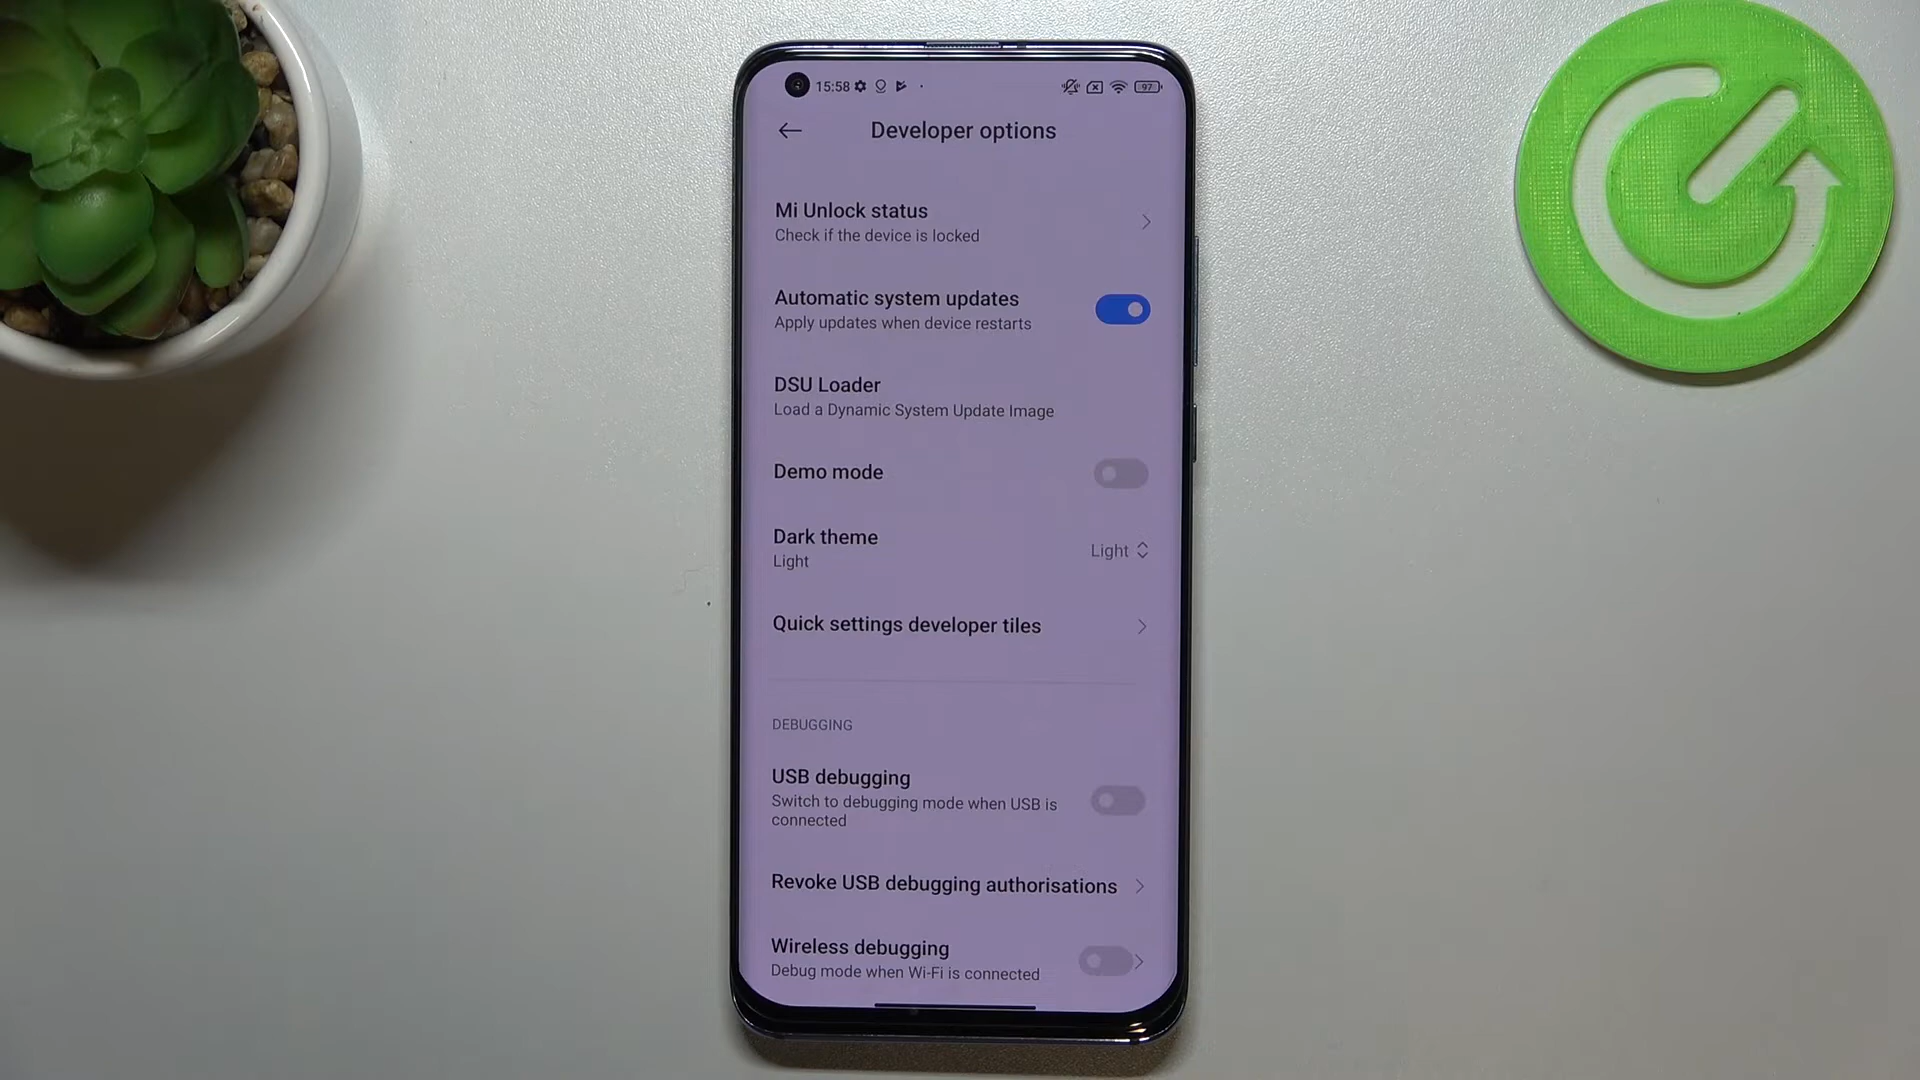 15:58
97
Developer options
Mi Unlock status
Check if the device is locked
Automatic system updates
Apply updates when device restarts
DSU Loader
Load a Dynamic System Update Image
Demo mode
Dark theme
Light
Light
Quick settings developer tiles
DEBUGGING
USB debugging
Switch to debugging mode when USB is
connected
Revoke USB debugging authorisations
Wireless debugging
Debug mode when Wi-Fi is connected